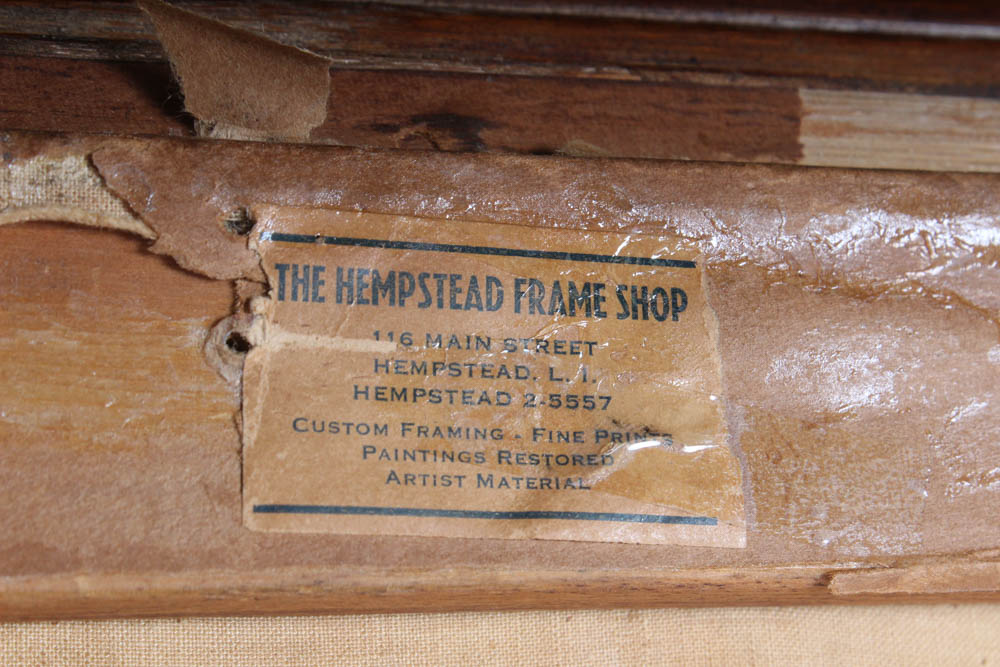 THE HEMPSTEAD FRAME SHOP
116 MAIN STREET
HEMPSTEAD, L. I.
HEMPSTEAD 2-5557
CUSTOM FRAMING - FINE PRINTS
PAINTINGS RESTORED
ARTIST MATERIAL